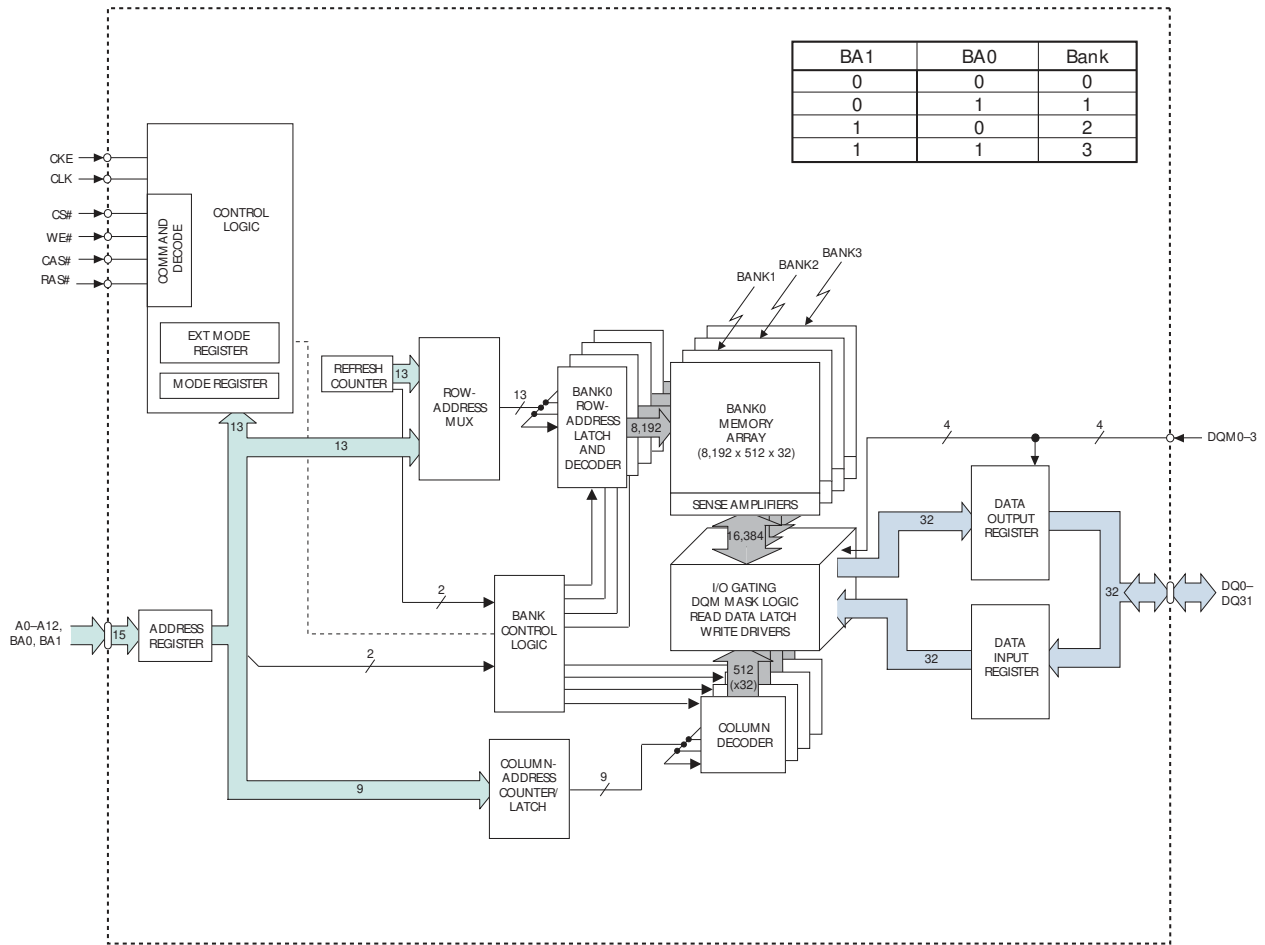 BA1 BA0 Bank
0 0 0
0 1 1
1 0 2
1 1 3
CKE
CLK
CS#
WE#
CAS#
RAS#
COMMAND
DECODE
CONTROL
LOGIC
EXT MODE
REGISTER
MODE REGISTER
BANK1
BANK2
BANK3
REFRESH
COUNTER
13
ROW-
ADDRESS
MUX
13
BANK0
ROW-
ADDRESS
LATCH
AND
DECODER
8,192
BANK0
MEMORY
ARRAY
(8,192 x 512 x 32)
SENSE AMPLIFIERS
13
13
16,384
4
4
DQM0–3
DATA
OUTPUT
REGISTER
32
I/O GATING
DQM MASK LOGIC
READ DATA LATCH
WRITE DRIVERS
32
DQ0–
DQ31
DATA
INPUT
REGISTER
32
2
BANK
CONTROL
LOGIC
2
A0–A12,
BA0, BA1
15
ADDRESS
REGISTER
512
(x32)
COLUMN
DECODER
COLUMN-
ADDRESS
COUNTER/
LATCH
9
9